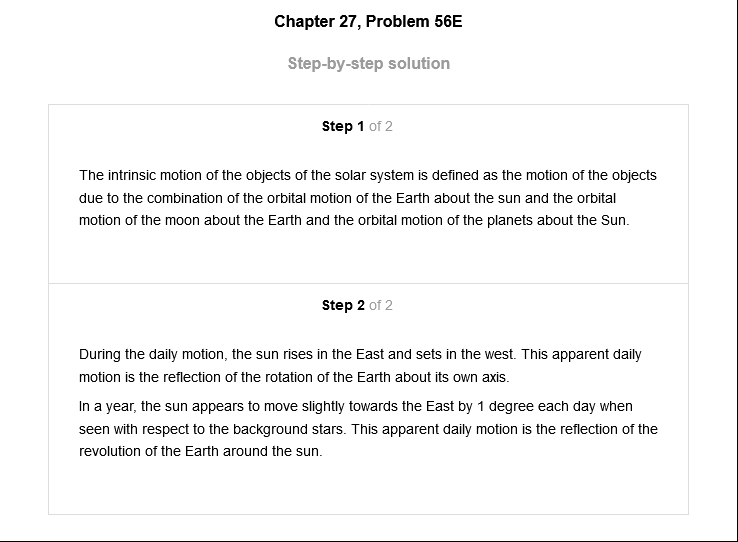 Chapter 27, Problem 56E
Step-by-step solution
Step 1 of 2
The intrinsic motion of the objects of the solar system is defined as the motion of the objects
due to the combination of the orbital motion of the Earth about the sun and the orbital
motion of the moon about the Earth and the orbital motion of the planets about the Sun.
Step 2 of 2
During the daily motion, the sun rises in the East and sets in the west. This apparent daily
motion is the reflection of the rotation of the Earth about its own axis.
In a year, the sun appears to move slightly towards the East by 1 degree each day when
seen with respect to the background stars. This apparent daily motion is the reflection of the
revolution of the Earth around the sun.